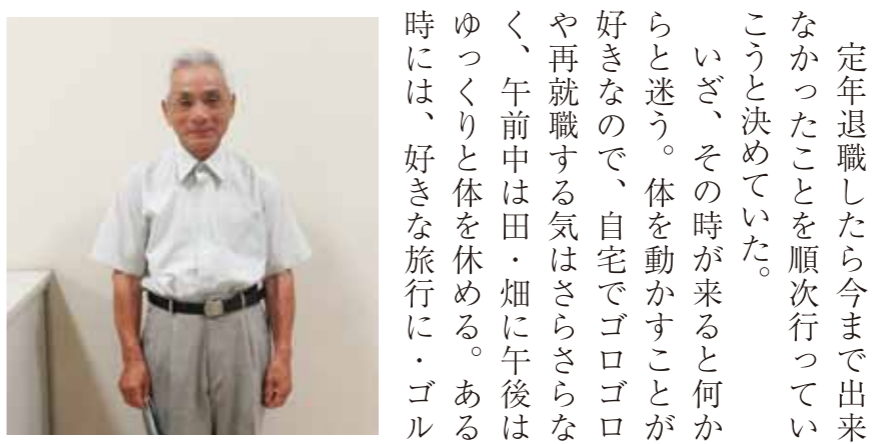 定年退職したら今まで出来
なかったことを順次行ってい
こうと決めていた。
いざ、その時が来ると何か
らと迷う。体を動かすことが
好きなので、自宅でゴロゴロ
や再就職する気はさらさらな
く、午前中は田・畑に午後は
ゆっくりと体を休める。ある
時には、好きな旅行に・ゴル